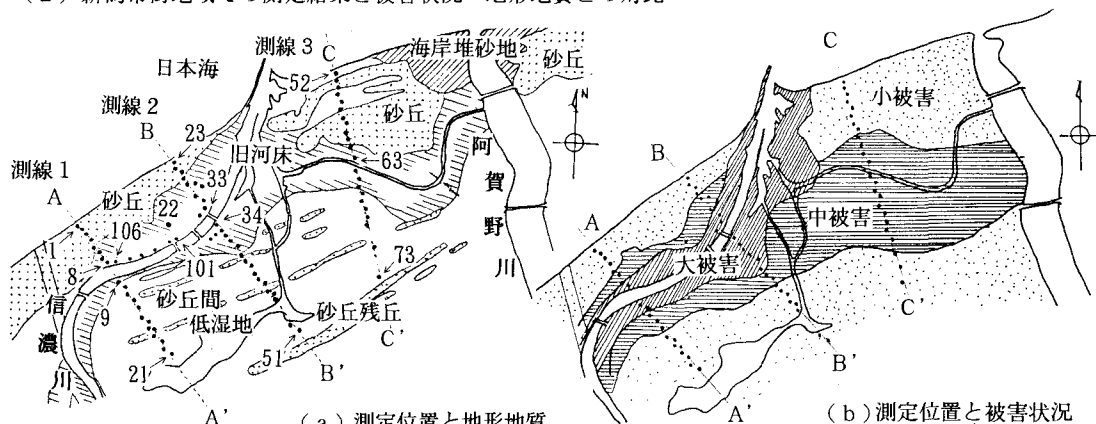 測線3
C
海岸堆砂地
砂丘
日本海
52
測線2
B
23
砂丘
旧河床
測線1
A
砂丘
22
33
34
63
阿賀野川
1
106
8
101
73
信濃川
9
砂丘間
低湿地
砂丘残丘
C'
21
51
B'
A'
(a)測定位置と地形地質
N
C
小被害
B
A
中被害
大被害
C'
B'
A'
(b)測定位置と被害状況